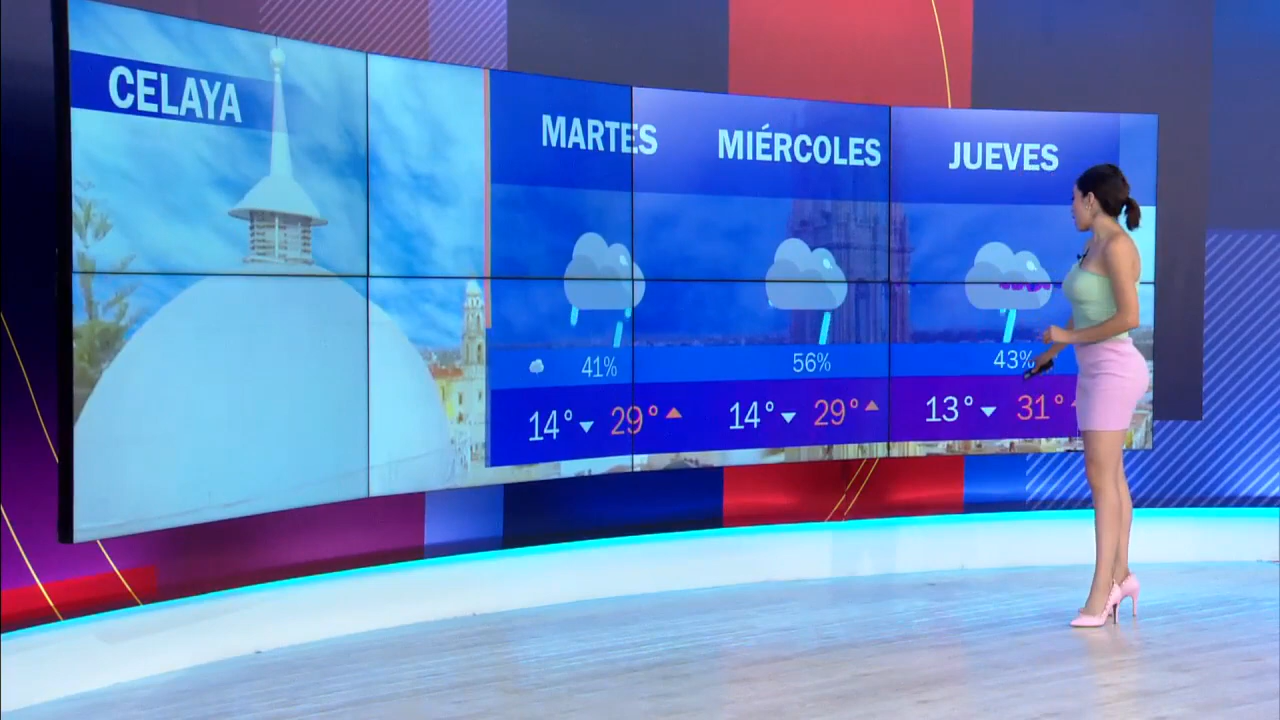 CELAYA
MARTES
MIÉRCOLES
JUEVES
41%
56%
43%
14° 29°
14° 29°
13° 31°